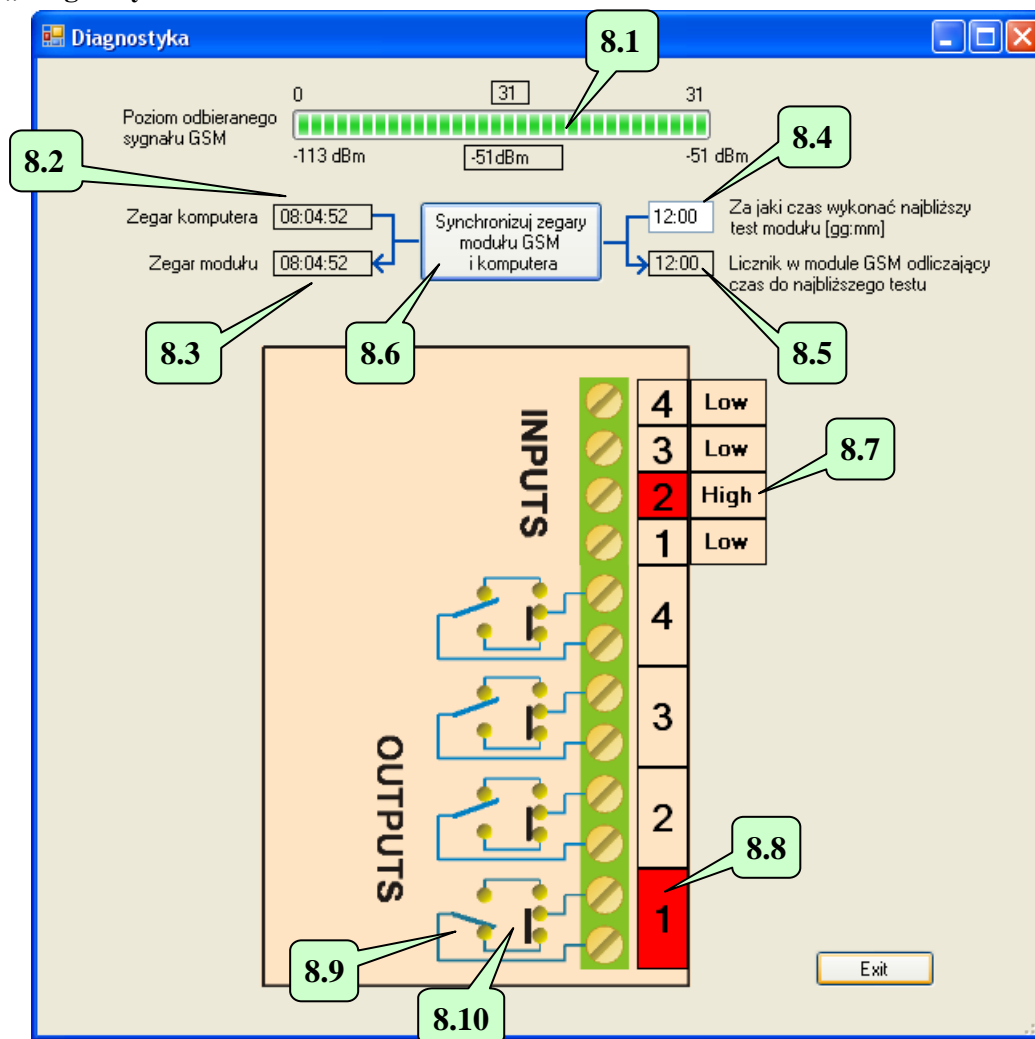 Diagnostyka
8.1
0 31 31
Poziom odbieranego
sygnału GSM
-113 dBm -51dBm -51 dBm
8.2
8.4
Zegar komputera 08:04:52
Synchronizuj zegary
modułu GSM
i komputera
12:00 Za jaki czas wykonać najbliższy
test modułu [gg:mm]
Zegar modułu 08:04:52
12:00 Licznik w module GSM odliczający
czas do najbliższego testu
8.3
8.6
8.5
INPUTS
4 Low
3 Low
2 High
1 Low
8.7
OUTPUTS
4
3
2
1
8.8
8.9
8.10
Exit